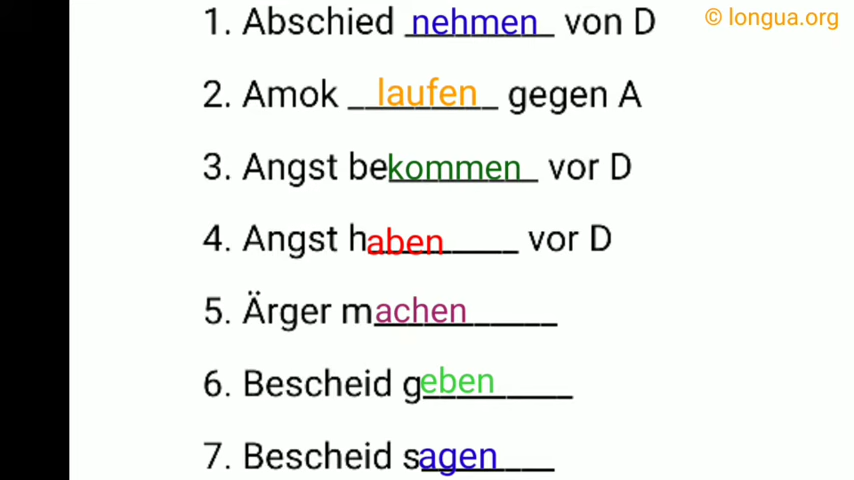 © longua.org
1. Abschied nehmen von D
2. Amok laufen gegen A
3. Angst bekommen vor D
4. Angst haben vor D
5. Ärger machen
6. Bescheid geben
7. Bescheid sagen